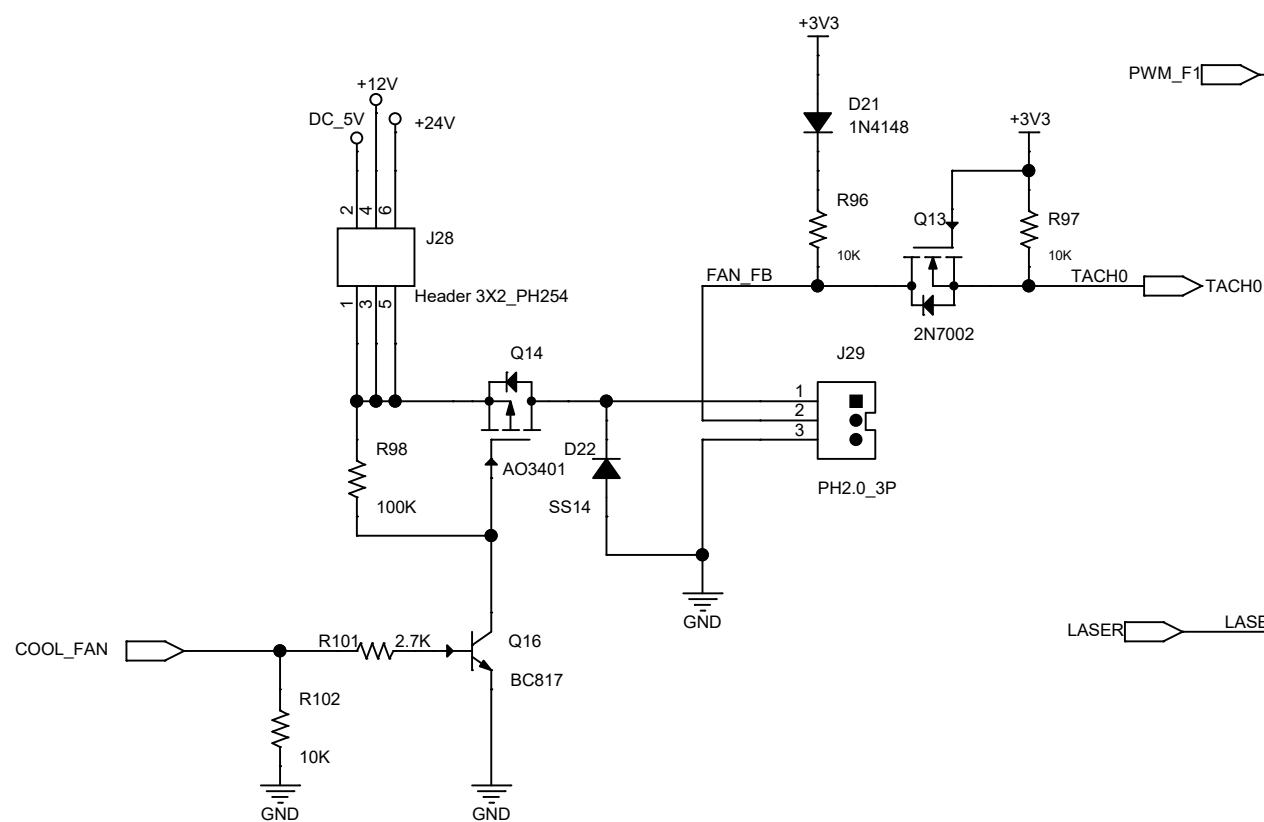 +3V3
PWM_F1
+12V
DC_5V
+24V
D21
1N4148
+3V3
2
4
6
R96
10K
Q13
R97
10K
J28
FAN_FB
TACH0
TACH0
1
3
5
Header 3X2_PH254
2N7002
Q14
J29
1
2
3
R98
100K
AO3401
D22
SS14
PH2.0_3P
GND
COOL_FAN
R101
2.7K
Q16
BC817
LASER
LASE
R102
10K
GND
GND